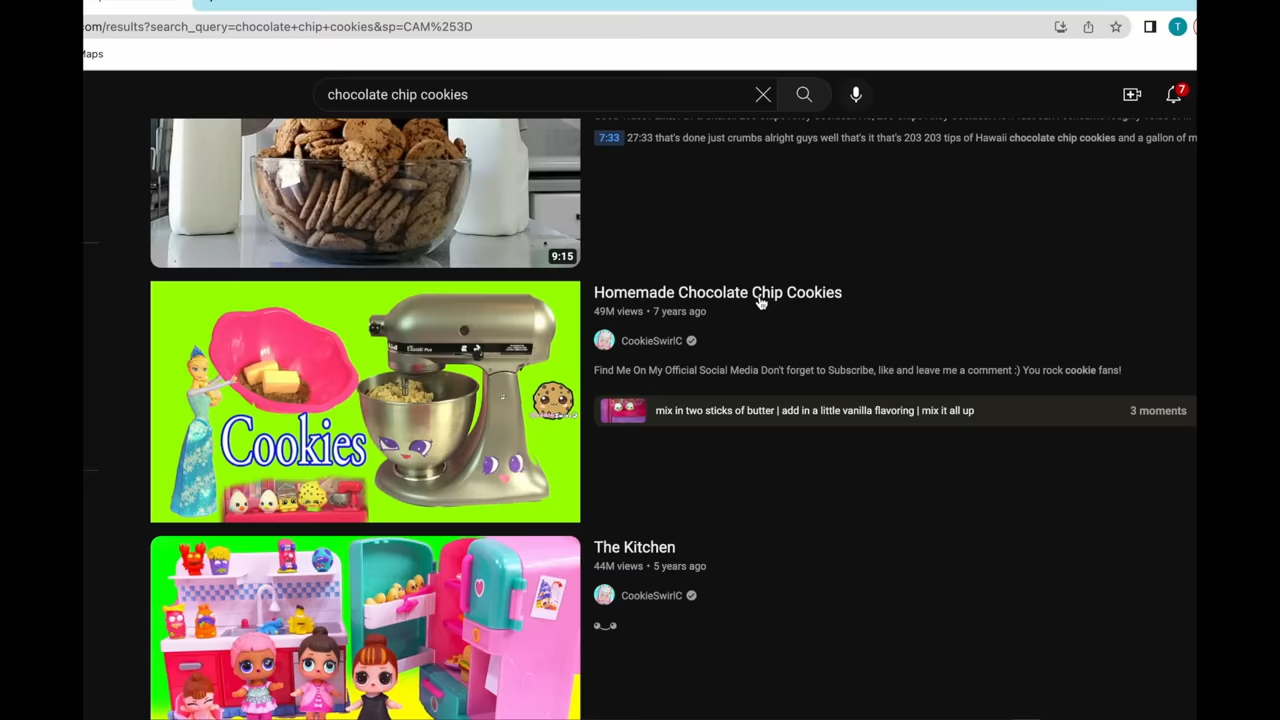 om/results?search_query=chocolate+chip+cookies&sp=CAM%253D
Maps
chocolate chip cookies
7
7:33 27:33 that's done just crumbs alright guys well that's it that's 203 203 tips of Hawaii chocolate chip cookies and a gallon of m
9:15
Homemade Chocolate Chip Cookies
49M views • 7 years ago
CookieSwirlC
Find Me On My Official Social Media Don't forget to Subscribe, like and leave me a comment :) You rock cookie fans!
mix in two sticks of butter | add in a little vanilla flavoring | mix it all up
3 moments
Cookies
The Kitchen
44M views • 5 years ago
CookieSwirlC
T